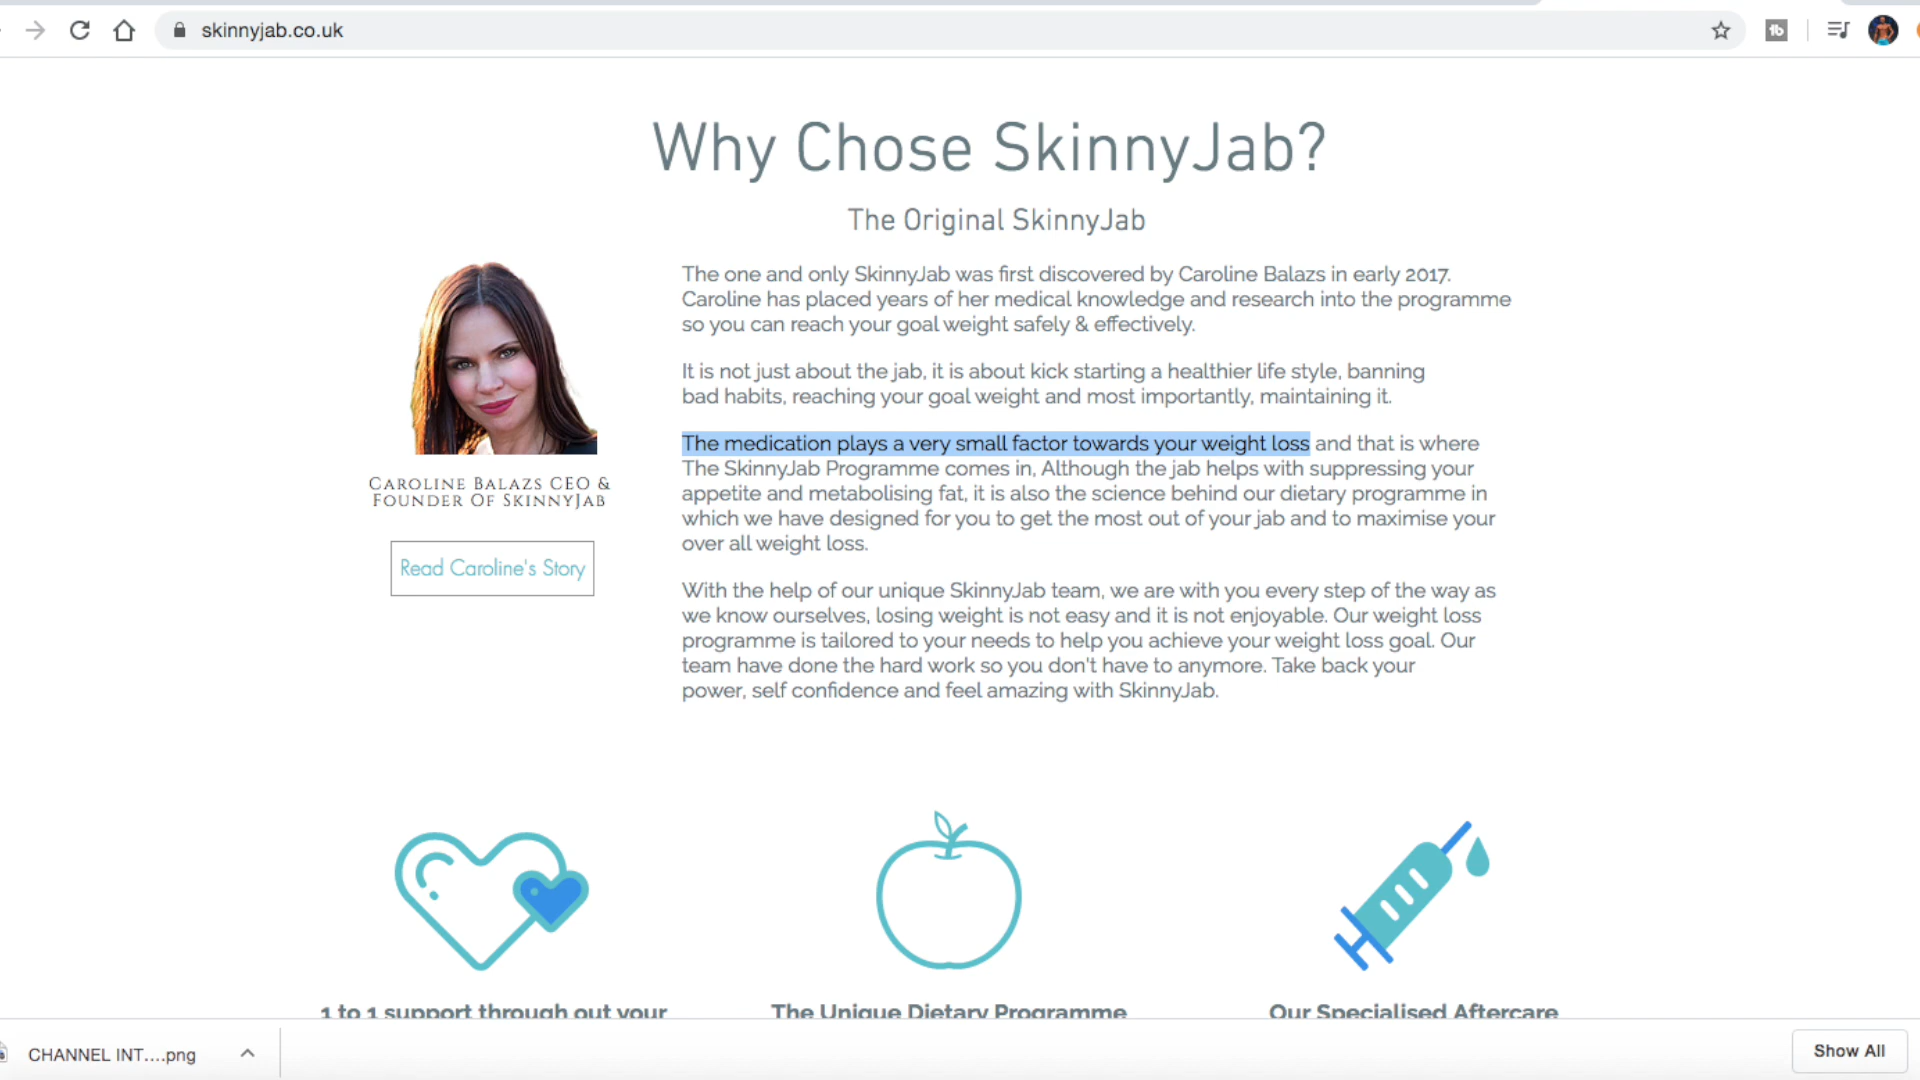 skinnyjab.co.uk
Why Chose SkinnyJab?
The Original SkinnyJab
The one and only SkinnyJab was first discovered by Caroline Balazs in early 2017.
Caroline has placed years of her medical knowledge and research into the programme
so you can reach your goal weight safely & effectively.
It is not just about the jab, it is about kick starting a healthier life style, banning
bad habits, reaching your goal weight and most importantly, maintaining it.
The medication plays a very small factor towards your weight loss and that is where
The SkinnyJab Programme comes in, Although the jab helps with suppressing your
appetite and metabolising fat, it is also the science behind our dietary programme in
which we have designed for you to get the most out of your jab and to maximise your
over all weight loss.
With the help of our unique SkinnyJab team, we are with you every step of the way as
we know ourselves, losing weight is not easy and it is not enjoyable. Our weight loss
programme is tailored to your needs to help you achieve your weight loss goal. Our
team have done the hard work so you don't have to anymore. Take back your
power, self confidence and feel amazing with SkinnyJab.
CAROLINE BALAZS CEO &
FOUNDER OF SKINNYJAB
Read Caroline's Story
1 to 1 support through out your
The Unique Dietary Programme
Our Specialised Aftercare
CHANNEL INT....png
Show All